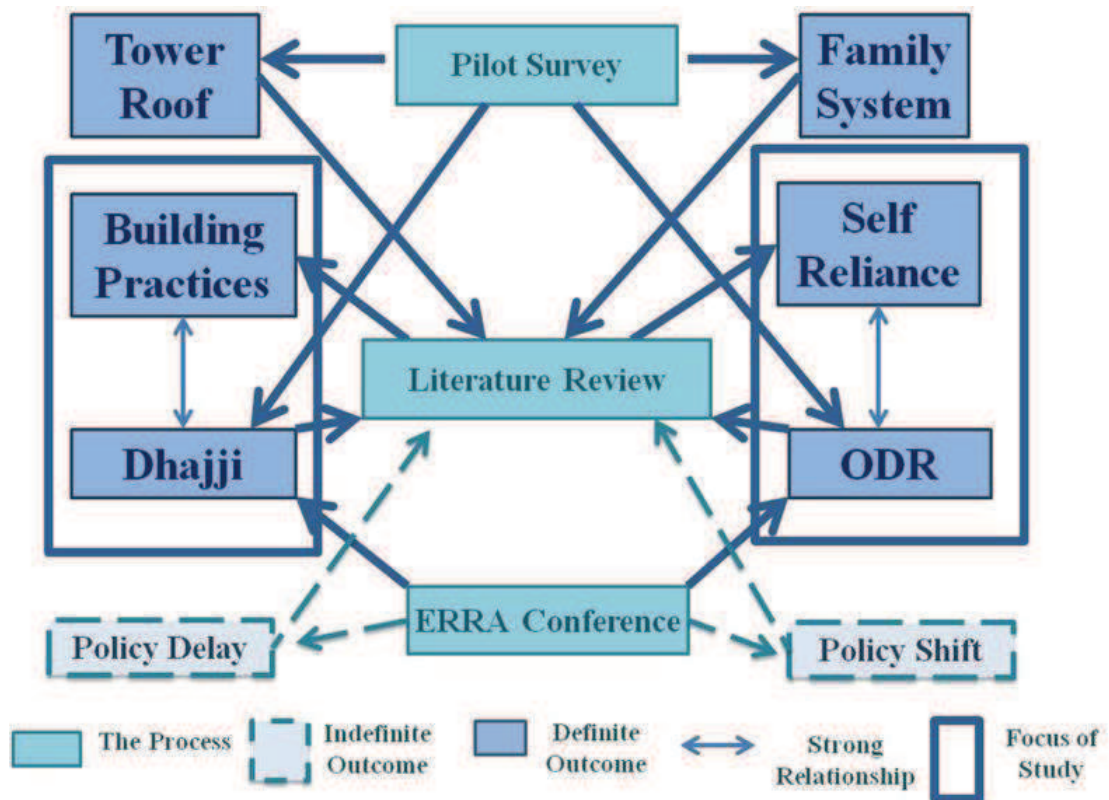 Tower
Roof
Pilot Survey
Family
System
Building
Practices
Self
Reliance
Literature Review
Dhajji
ODR
ERRA Conference
Policy Delay
Policy Shift
The Process
Indefinite
Outcome
Definite
Outcome
Strong
Relationship
Focus of
Study